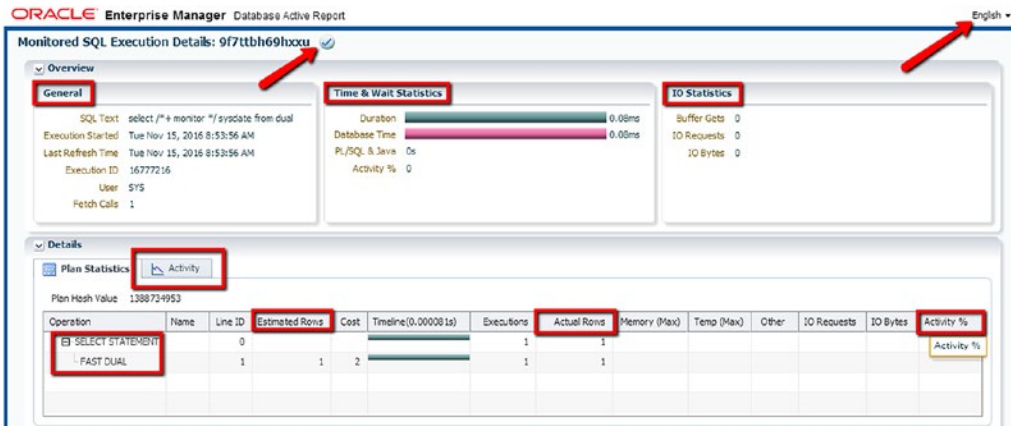 ORACLE Enterprise Manager Database Active Report
English
Monitored SQL Execution Details: 9f7ttbh69hxxu
Overview
General
SQL Text select /*+ monitor */ sysdate from dual
Execution Started Tue Nov 15, 2016 8:53:56 AM
Last Refresh Time Tue Nov 15, 2016 8:53:56 AM
Execution ID 16777216
User SYS
Fetch Calls 1
Time & Wait Statistics
Duration 0.08ms
Database Time 0.08ms
PL/SQL & Java 0s
Activity % 0
IO Statistics
Buffer Gets 0
IO Requests 0
IO Bytes 0
Details
Plan Statistics Activity
Plan Hash Value 1388734953
Operation Name Line ID Estimated Rows Cost Timeline(0.000081s) Executions Actual Rows Memory (Max) Temp (Max) Other IO Requests IO Bytes Activity %
SELECT STATEMENT 0 1 1
Activity %
FAST DUAL 1 1 2 1 1